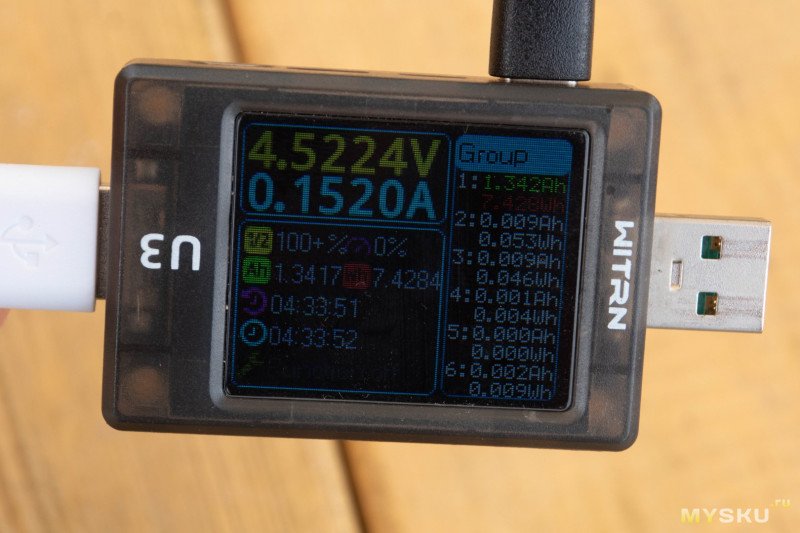 4.5224V
0.1520A
100+% 0%
Ah 1.3417 7.4284
04:33:51
04:33:52
Group
1:1.342Ah
7.428Wh
2:0.009Ah
0.053Wh
3:0.009Ah
0.046Wh
4:0.001Ah
0.004Wh
5:0.000Ah
0.000Wh
6:0.002Ah
0.009Wh
U3
WITRN
MYSKU.ru